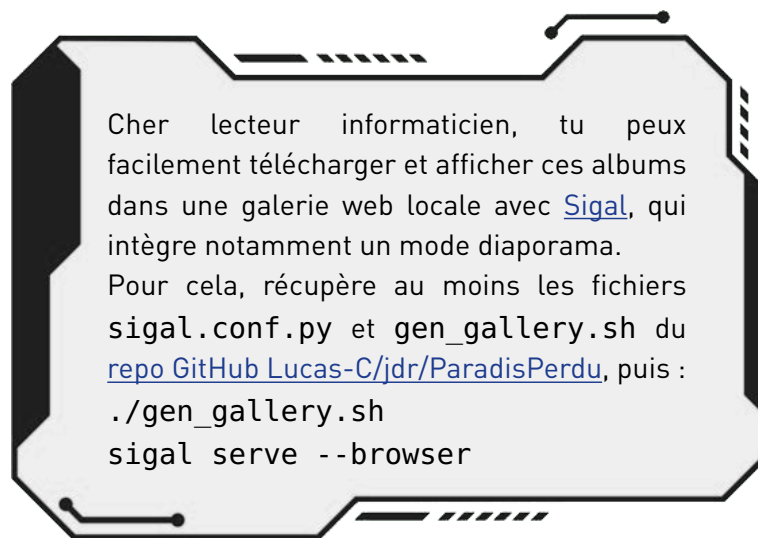 Cher lecteur informaticien, tu peux
facilement télécharger et afficher ces albums
dans une galerie web locale avec Sigal, qui
intègre notamment un mode diaporama.
Pour cela, récupère au moins les fichiers
sigal.conf.py et gen_gallery.sh du
repo GitHub Lucas-C/jdr/ParadisPerdu, puis :
./gen_gallery.sh
sigal serve --browser